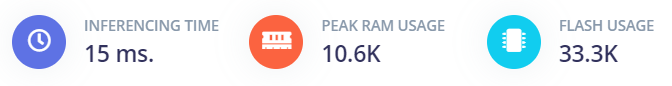 INFERENCING TIME
15 ms.
PEAK RAM USAGE
10.6K
FLASH USAGE
33.3K